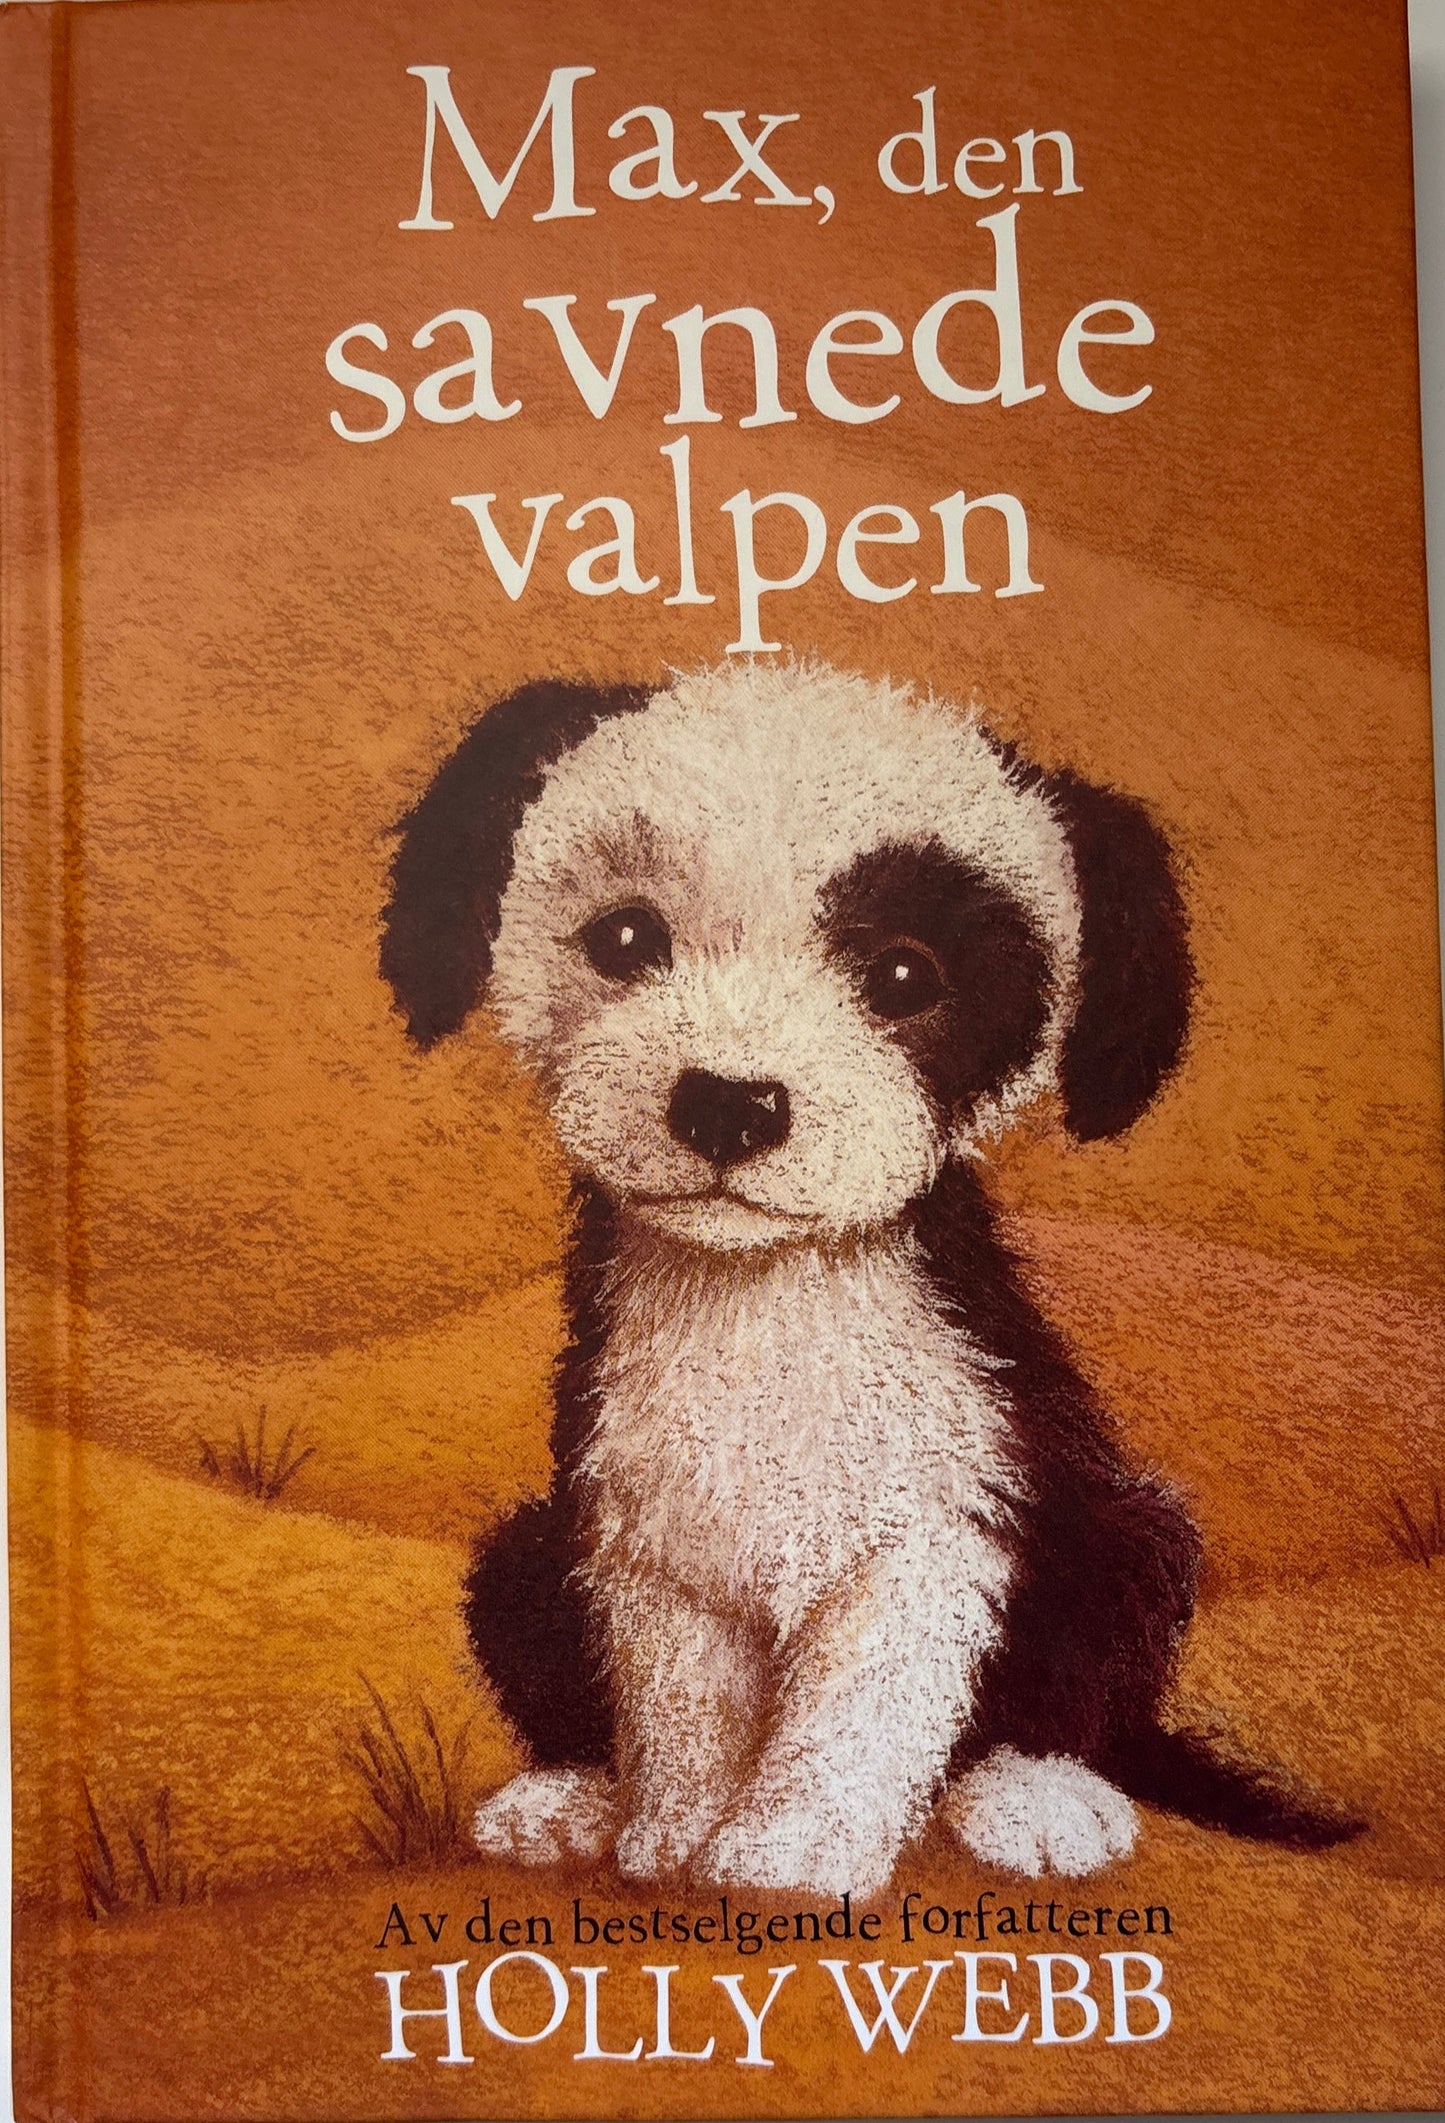 Max, den
savnede
valpen
Av den bestselgende forfatteren
HOLLY WEBB